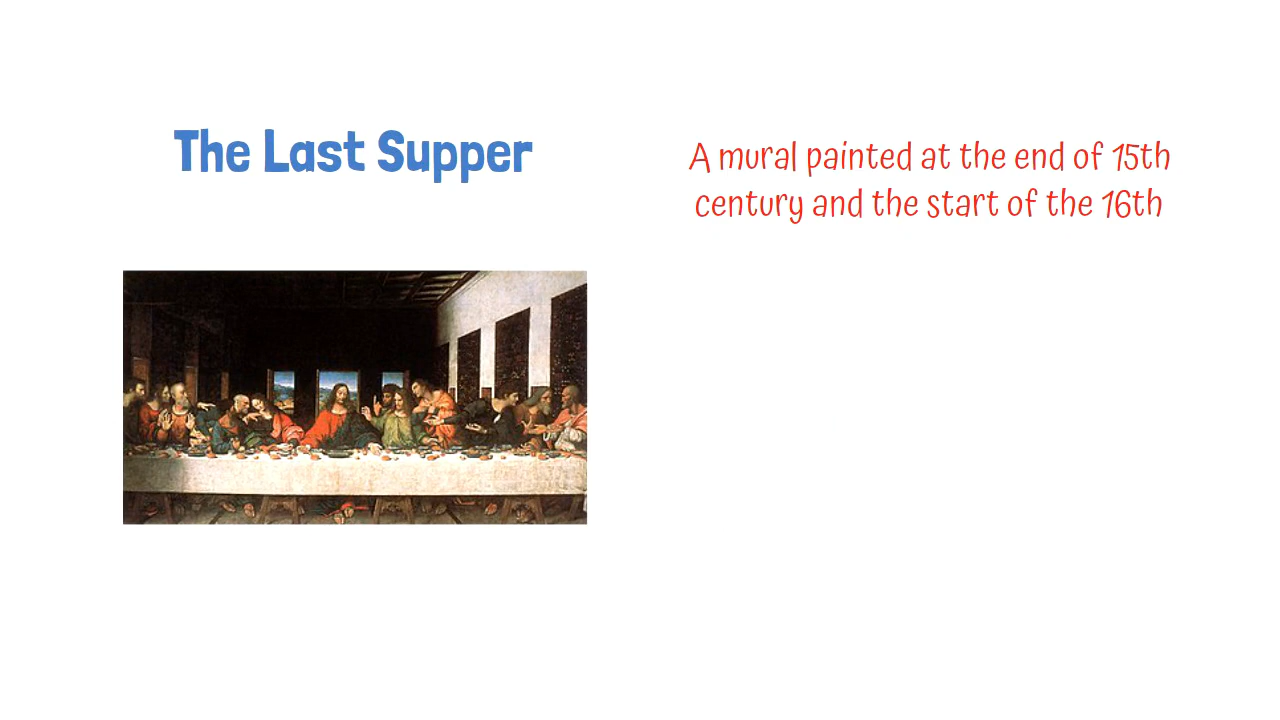 The Last Supper
A mural painted at the end of 15th
century and the start of the 16th